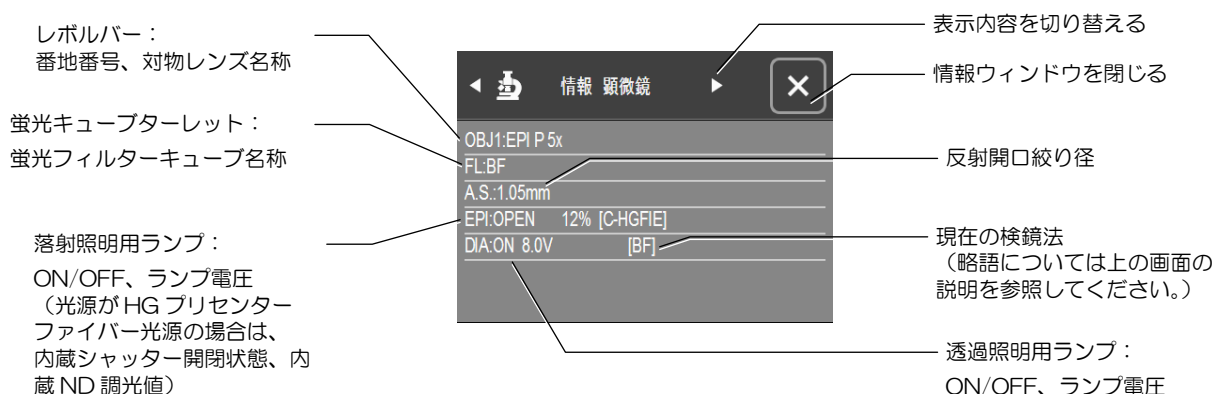 レボルバー：
番地番号、対物レンズ名称
蛍光キューブターレット：
蛍光フィルターキューブ名称
落射照明用ランプ：
ON/OFF、ランプ電圧
（光源が HG プリセンター
ファイバー光源の場合は、
内蔵シャッター開閉状態、内
蔵 ND 調光値）
情報 顕微鏡
OBJ1:EPI P 5x
FL:BF
A.S.:1.05mm
EPI:OPEN 12% [C-HGFIE]
DIA:ON 8.0V [BF]
表示内容を切り替える
情報ウィンドウを閉じる
反射開口絞り径
現在の検鏡法
（略語については上の画面の
説明を参照してください。）
透過照明用ランプ：
ON/OFF、ランプ電圧